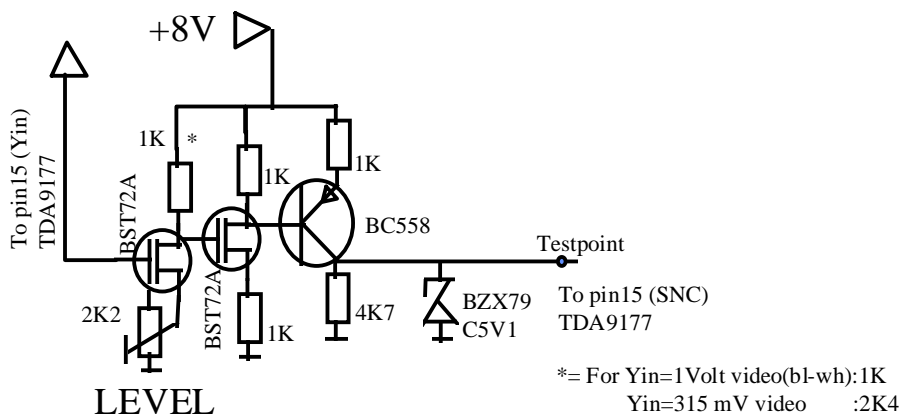 +8V
To pin15 (Yin)
TDA9177
1K
*
1K
1K
BST72A
BC558
BST72A
Testpoint
2K2
1K
4K7
BZX79
C5V1
To pin15 (SNC)
TDA9177
LEVEL
*= For Yin=1Volt video(bl-wh):1K
Yin=315 mV video :2K4